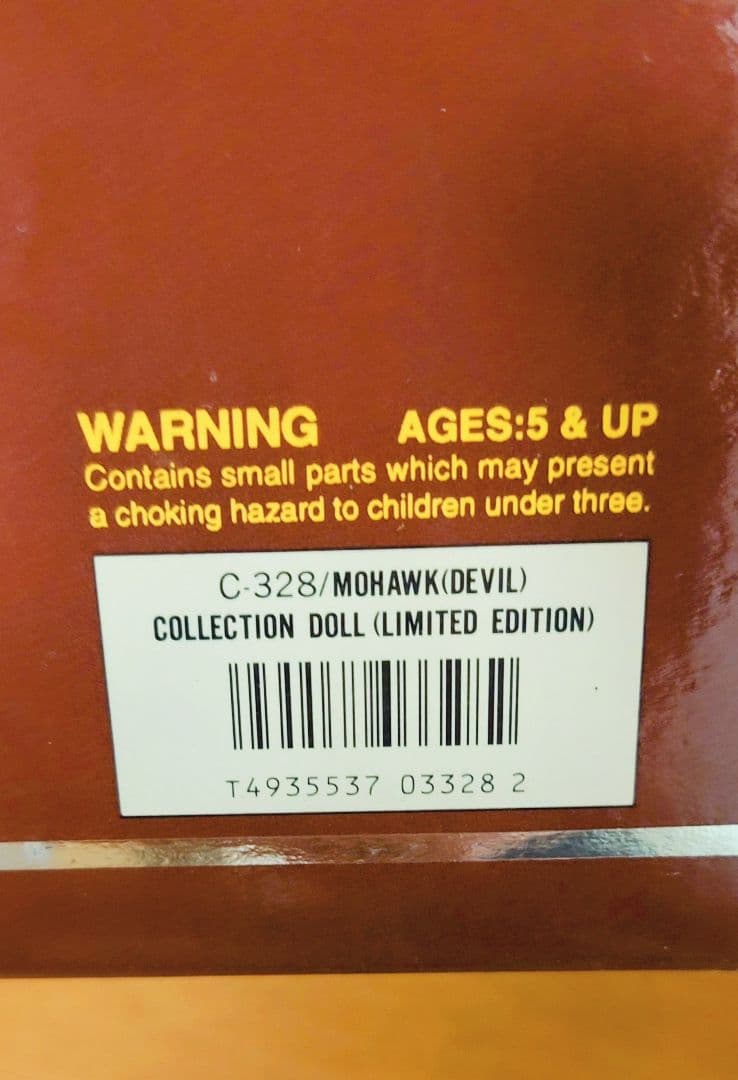 WARNING AGES:5 & UP
Contains small parts which may present
a choking hazard to children under three.
C-328/MOHAWK(DEVIL)
COLLECTION DOLL (LIMITED EDITION)
T4935537 03328 2